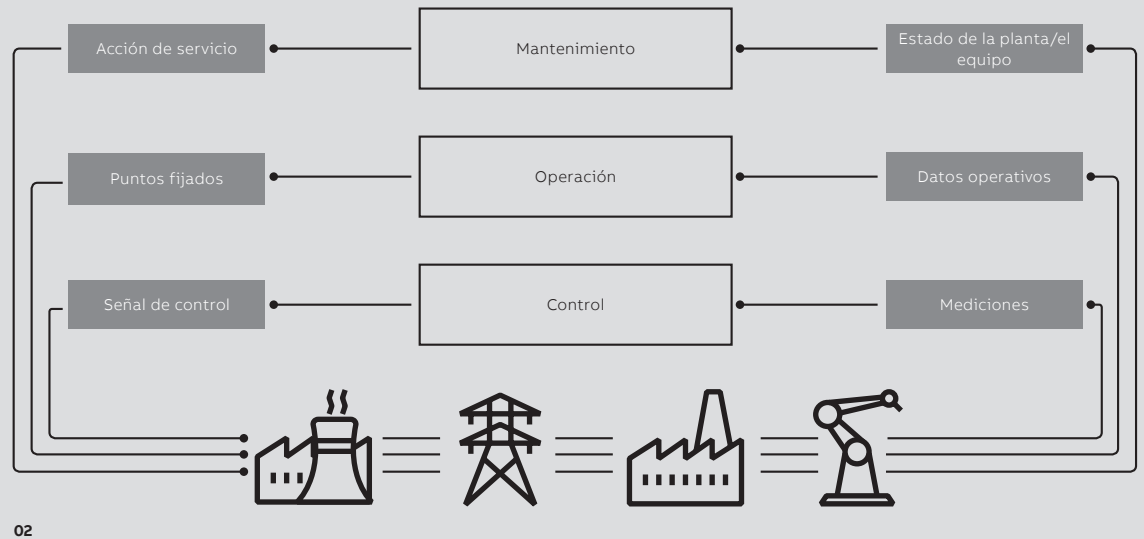 Acción de servicio
Mantenimiento
Estado de la planta/el
equipo
Puntos fijados
Operación
Datos operativos
Señal de control
Control
Mediciones
02